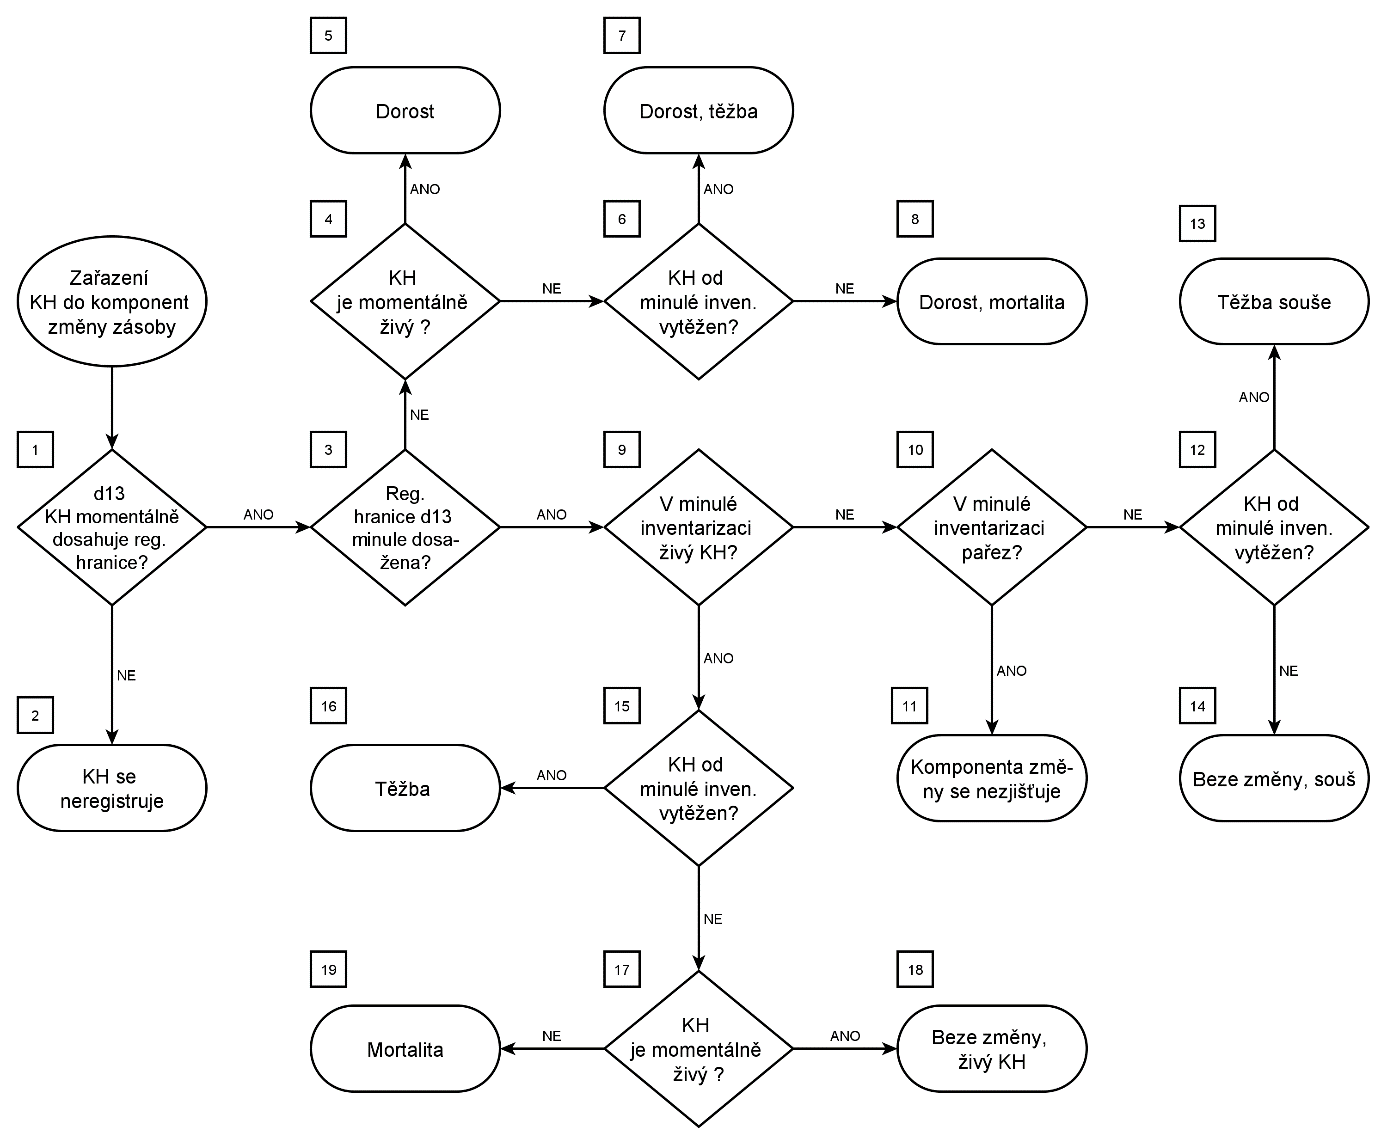 5
Dorost
7
Dorost, těžba
ANO
ANO
4
KH
je momentálně
živý ?
NE
6
KH od
minulé inven.
vytěžen?
NE
8
Dorost, mortalita
13
Těžba souše
Zařazení
KH do komponent
změny zásoby
NE
ANO
1
d13
KH momentálně
dosahuje reg.
hranice?
ANO
3
Reg.
hranice d13
minule dosa-
žena?
ANO
9
V minulé
inventarizaci
živý KH?
NE
10
V minulé
inventarizaci
pařez?
NE
12
KH od
minulé inven.
vytěžen?
NE
ANO
ANO
NE
2
KH se
neregistruje
16
Těžba
ANO
15
KH od
minulé inven.
vytěžen?
11
Komponenta změ-
ny se nezjišťuje
14
Beze změny, souš
NE
19
Mortalita
NE
17
KH
je momentálně
živý ?
ANO
18
Beze změny,
živý KH